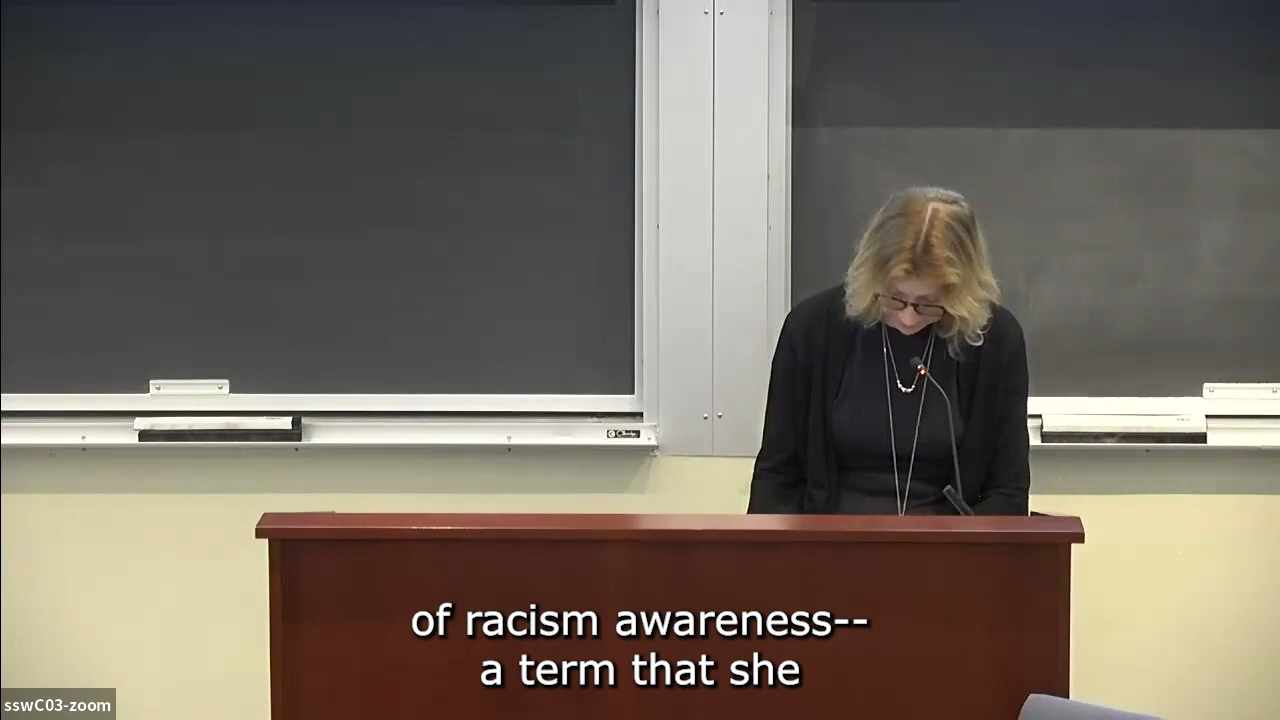 of racism awareness--
a term that she
sswC03-zoom